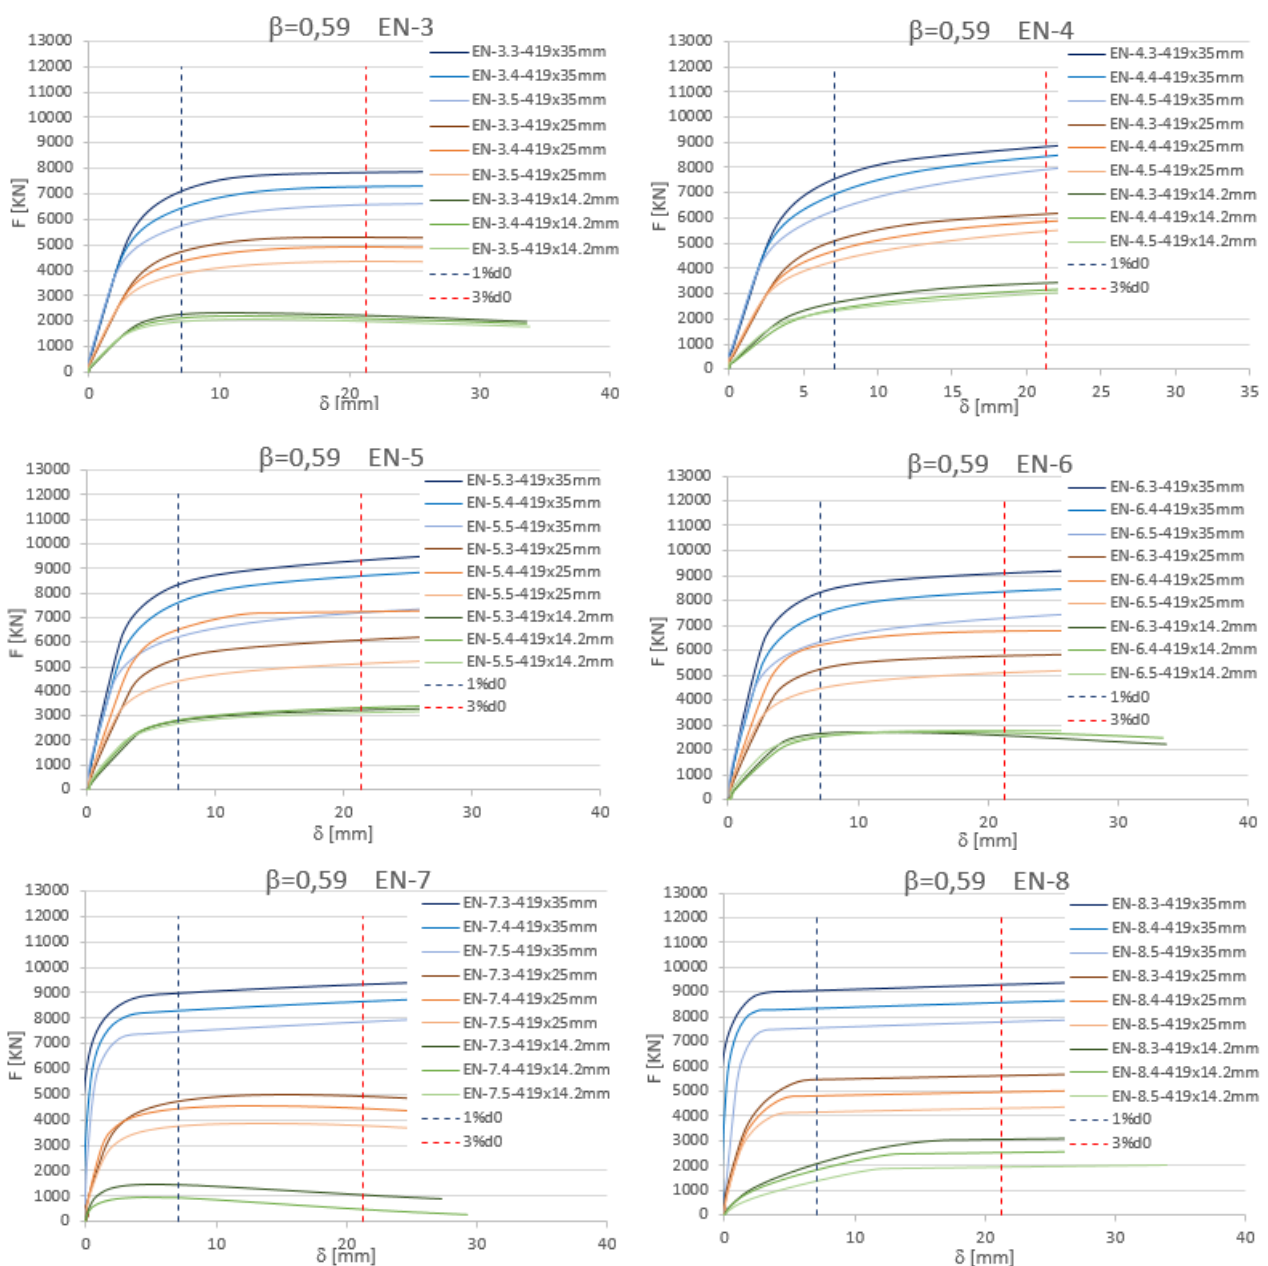 β=0,59 EN-3
F [KN]
13000
12000
11000
10000
9000
8000
7000
6000
5000
4000
3000
2000
1000
0
0 10 20 30 40
δ [mm]
EN-3.3-419x35mm
EN-3.4-419x35mm
EN-3.5-419x35mm
EN-3.3-419x25mm
EN-3.4-419x25mm
EN-3.5-419x25mm
EN-3.3-419x14.2mm
EN-3.4-419x14.2mm
EN-3.5-419x14.2mm
1%d0
3%d0
β=0,59 EN-4
F [KN]
13000
12000
11000
10000
9000
8000
7000
6000
5000
4000
3000
2000
1000
0
0 5 10 15 20 25 30 35
δ [mm]
EN-4.3-419x35mm
EN-4.4-419x35mm
EN-4.5-419x35mm
EN-4.3-419x25mm
EN-4.4-419x25mm
EN-4.5-419x25mm
EN-4.3-419x14.2mm
EN-4.4-419x14.2mm
EN-4.5-419x14.2mm
1%d0
3%d0
β=0,59 EN-5
F [KN]
13000
12000
11000
10000
9000
8000
7000
6000
5000
4000
3000
2000
1000
0
0 10 20 30 40
δ [mm]
EN-5.3-419x35mm
EN-5.4-419x35mm
EN-5.5-419x35mm
EN-5.3-419x25mm
EN-5.4-419x25mm
EN-5.5-419x25mm
EN-5.3-419x14.2mm
EN-5.4-419x14.2mm
EN-5.5-419x14.2mm
1%d0
3%d0
β=0,59 EN-6
F [KN]
13000
12000
11000
10000
9000
8000
7000
6000
5000
4000
3000
2000
1000
0
0 10 20 30 40
δ [mm]
EN-6.3-419x35mm
EN-6.4-419x35mm
EN-6.5-419x35mm
EN-6.3-419x25mm
EN-6.4-419x25mm
EN-6.5-419x25mm
EN-6.3-419x14.2mm
EN-6.4-419x14.2mm
EN-6.5-419x14.2mm
1%d0
3%d0
β=0,59 EN-7
F [KN]
13000
12000
11000
10000
9000
8000
7000
6000
5000
4000
3000
2000
1000
0
0 10 20 30 40
δ [mm]
EN-7.3-419x35mm
EN-7.4-419x35mm
EN-7.5-419x35mm
EN-7.3-419x25mm
EN-7.4-419x25mm
EN-7.5-419x25mm
EN-7.3-419x14.2mm
EN-7.4-419x14.2mm
EN-7.5-419x14.2mm
1%d0
3%d0
β=0,59 EN-8
F [KN]
13000
12000
11000
10000
9000
8000
7000
6000
5000
4000
3000
2000
1000
0
0 10 20 30 40
δ [mm]
EN-8.3-419x35mm
EN-8.4-419x35mm
EN-8.5-419x35mm
EN-8.3-419x25mm
EN-8.4-419x25mm
EN-8.5-419x25mm
EN-8.3-419x14.2mm
EN-8.4-419x14.2mm
EN-8.5-419x14.2mm
1%d0
3%d0